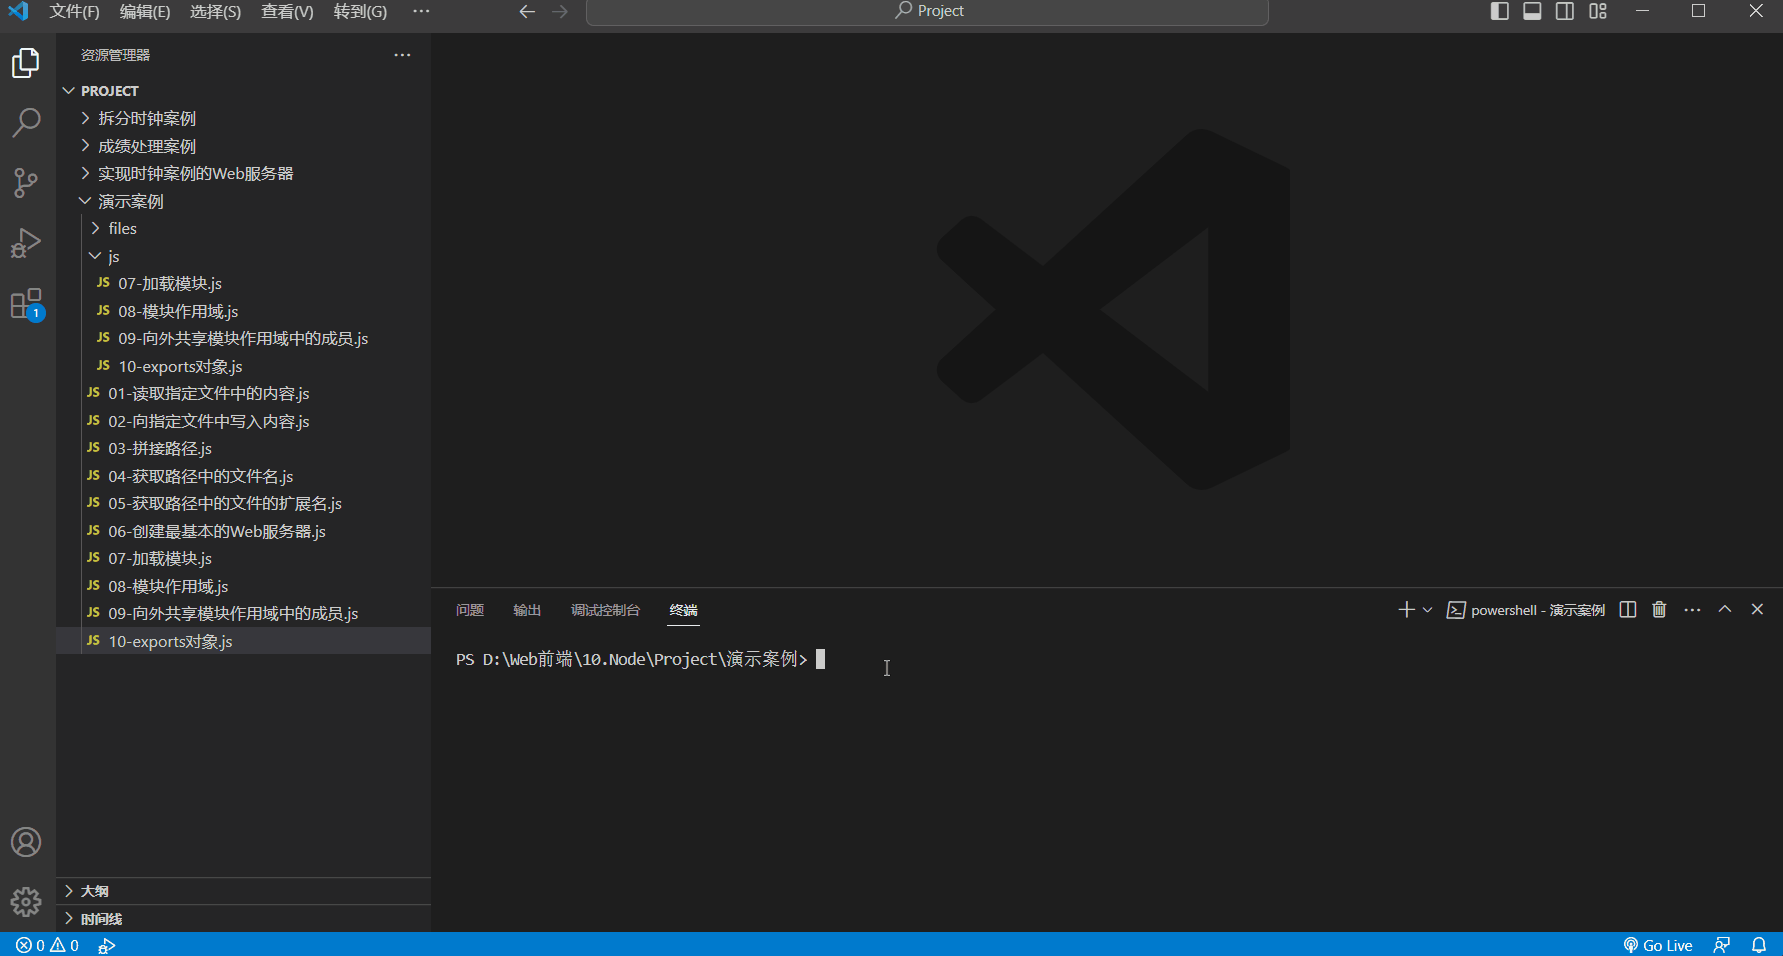 文件(F) 编辑(E) 选择(S) 查看(V) 转到(G) ··· Project
资源管理器
PROJECT
拆分时钟案例
成绩处理案例
实现时钟案例的Web服务器
演示案例
files
js
JS 07-加载模块.js
JS 08-模块作用域.js
JS 09-向外共享模块作用域中的成员.js
JS 10-exports对象.js
JS 01-读取指定文件中的内容.js
JS 02-向指定文件中写入内容.js
JS 03-拼接路径.js
JS 04-获取路径中的文件名.js
JS 05-获取路径中的文件的扩展名.js
JS 06-创建最基本的Web服务器.js
JS 07-加载模块.js
JS 08-模块作用域.js
JS 09-向外共享模块作用域中的成员.js
JS 10-exports对象.js
1
大纲
时间线
问题 输出 调试控制台 终端 powershell - 演示案例
PS D:\Web前端\10.Node\Project\演示案例>
0 0 Go Live